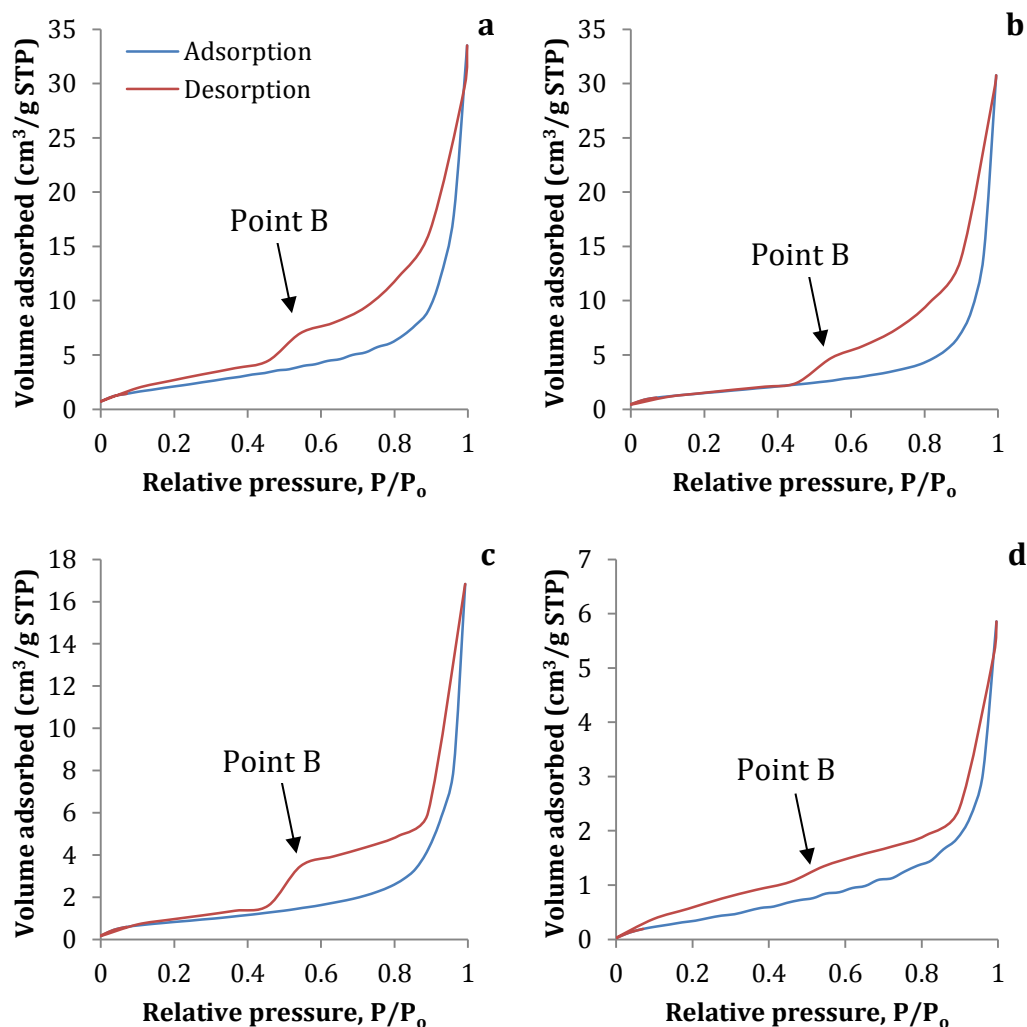 a
Adsorption
Desorption
Point B
Volume adsorbed (cm³/g STP)
35
30
25
20
15
10
5
0
0 0.2 0.4 0.6 0.8 1
Relative pressure, P/Pₒ
b
Point B
Volume adsorbed (cm³/g STP)
35
30
25
20
15
10
5
0
0 0.2 0.4 0.6 0.8 1
Relative pressure, P/Pₒ
c
Point B
Volume adsorbed (cm³/g STP)
18
16
14
12
10
8
6
4
2
0
0 0.2 0.4 0.6 0.8 1
Relative pressure, P/Pₒ
d
Point B
Volume adsorbed (cm³/g STP)
7
6
5
4
3
2
1
0
0 0.2 0.4 0.6 0.8 1
Relative pressure, P/Pₒ